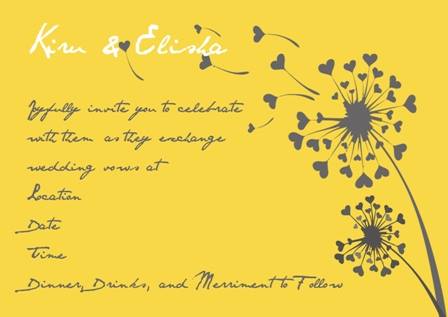 Kiru & Elisha
Joyfully invite you to celebrate
with them as they exchange
wedding vows at
Location
Date
Time
Dinner, Drinks, and Merriment to Follow